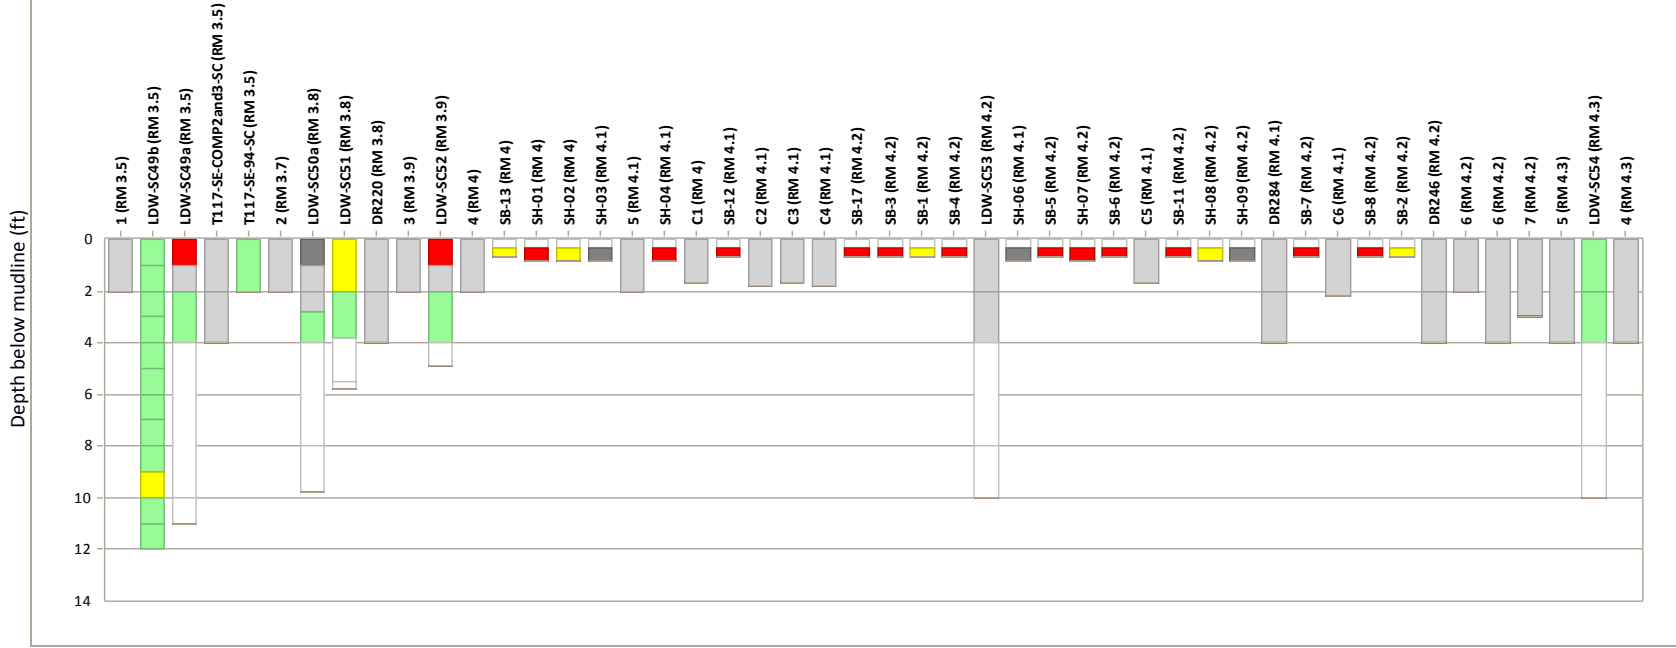 1 (RM 3.5)
LDW-SC49b (RM 3.5)
LDW-SC49a (RM 3.5)
T117-SE-COMP2and3-SC (RM 3.5)
T117-SE-94-SC (RM 3.5)
2 (RM 3.7)
LDW-SC50a (RM 3.8)
LDW-SC51 (RM 3.8)
DR220 (RM 3.8)
3 (RM 3.9)
LDW-SC52 (RM 3.9)
4 (RM 4)
SB-13 (RM 4)
SH-01 (RM 4)
SH-02 (RM 4)
SH-03 (RM 4.1)
5 (RM 4.1)
SH-04 (RM 4.1)
C1 (RM 4)
SB-12 (RM 4.1)
C2 (RM 4.1)
C3 (RM 4.1)
C4 (RM 4.1)
SB-17 (RM 4.2)
SB-3 (RM 4.2)
SB-1 (RM 4.2)
SB-4 (RM 4.2)
LDW-SC53 (RM 4.2)
SH-06 (RM 4.1)
SB-5 (RM 4.2)
SH-07 (RM 4.2)
SB-6 (RM 4.2)
C5 (RM 4.1)
SB-11 (RM 4.2)
SH-08 (RM 4.2)
SH-09 (RM 4.2)
DR284 (RM 4.1)
SB-7 (RM 4.2)
C6 (RM 4.1)
SB-8 (RM 4.2)
SB-2 (RM 4.2)
DR246 (RM 4.2)
6 (RM 4.2)
6 (RM 4.2)
7 (RM 4.2)
5 (RM 4.3)
LDW-SC54 (RM 4.3)
4 (RM 4.3)
Depth below mudline (ft)
0
2
4
6
8
10
12
14